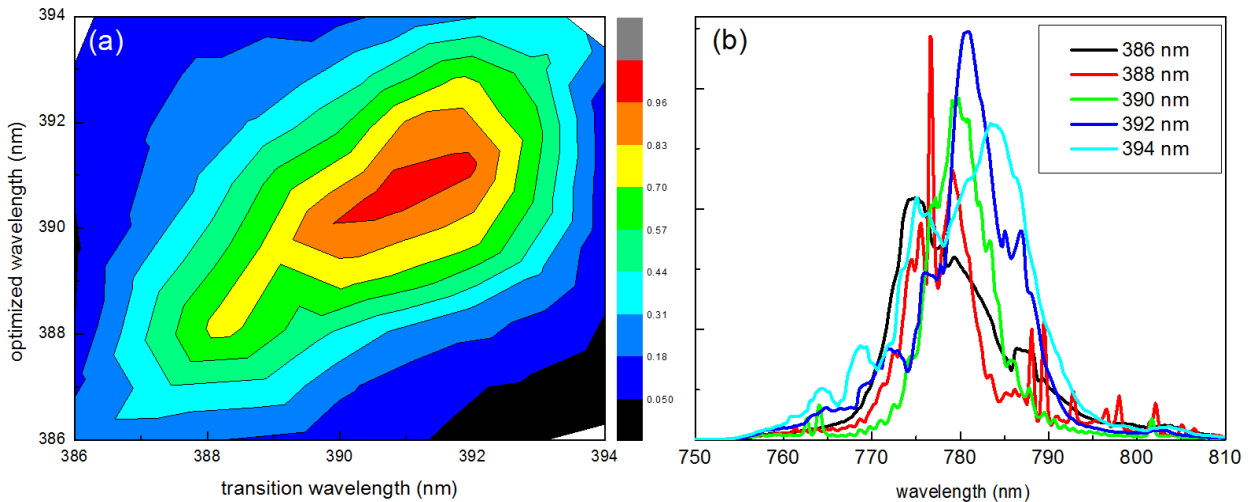 (a)
394
392
390
388
386
optimized wavelength (nm)
386
388
390
392
394
transition wavelength (nm)
0.96
0.83
0.70
0.57
0.44
0.31
0.18
0.050
(b)
386 nm
388 nm
390 nm
392 nm
394 nm
750
760
770
780
790
800
810
wavelength (nm)